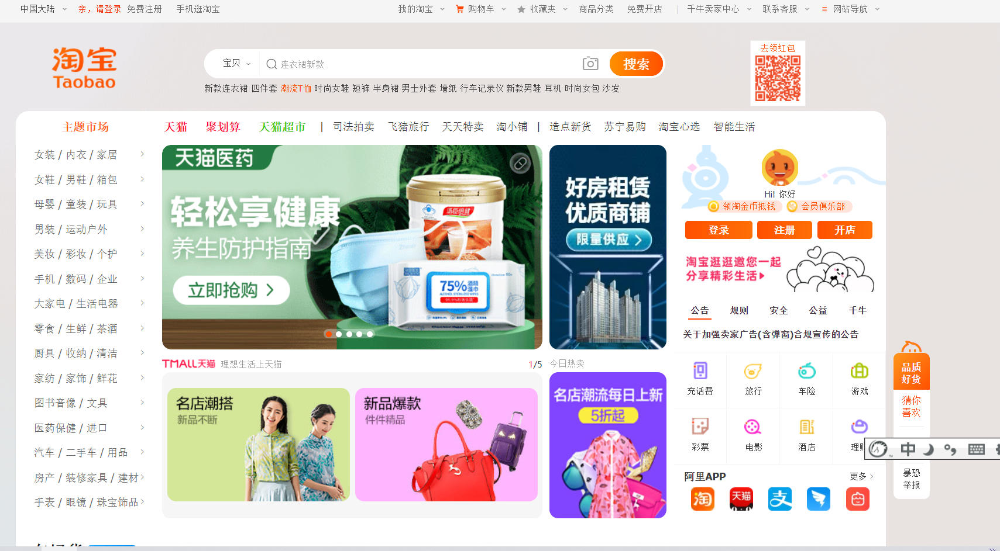 中国大陆 亲，请登录 免费注册 手机逛淘宝 我的淘宝 购物车 收藏夹 商品分类 免费开店 千牛卖家中心 联系客服 网站导航
淘宝
Taobao
宝贝 连衣裙新款 搜索
新款连衣裙 四件套 潮流T恤 时尚女鞋 短裤 半身裙 男士外套 墙纸 行车记录仪 新款男鞋 耳机 时尚女包 沙发
去领红包
主题市场 天猫 聚划算 天猫超市 | 司法拍卖 飞猪旅行 天天特卖 淘小铺 | 造点新货 苏宁易购 淘宝心选 智能生活
女装 / 内衣 / 家居
女鞋 / 男鞋 / 箱包
母婴 / 童装 / 玩具
男装 / 运动户外
美妆 / 彩妆 / 个护
手机 / 数码 / 企业
大家电 / 生活电器
零食 / 生鲜 / 茶酒
厨具 / 收纳 / 清洁
家纺 / 家饰 / 鲜花
图书音像 / 文具
医药保健 / 进口
汽车 / 二手车 / 用品
房产 / 装修家具 / 建材
手表 / 眼镜 / 珠宝饰品
天猫医药
轻松享健康
养生防护指南
立即抢购
BY-HEALTH
汤臣倍健
75%酒精湿巾
好房租赁
优质商铺
限量供应
TMALL天猫 理想生活上天猫 1/5
名店潮搭
新品不断
新品爆款
件件精品
今日热卖
名店潮流每日上新
5折起
Hi! 你好
领淘金币抵钱 会员俱乐部
登录 注册 开店
淘宝逛逛邀您一起
分享精彩生活
公告 规则 安全 公益 千牛
关于加强卖家广告(含弹窗)合规宣传的公告
充话费 旅行 车险 游戏
彩票 电影 酒店 理财
阿里APP 更多
淘 天猫 支
品质
好货
猜你
喜欢
中
暴恐
举报